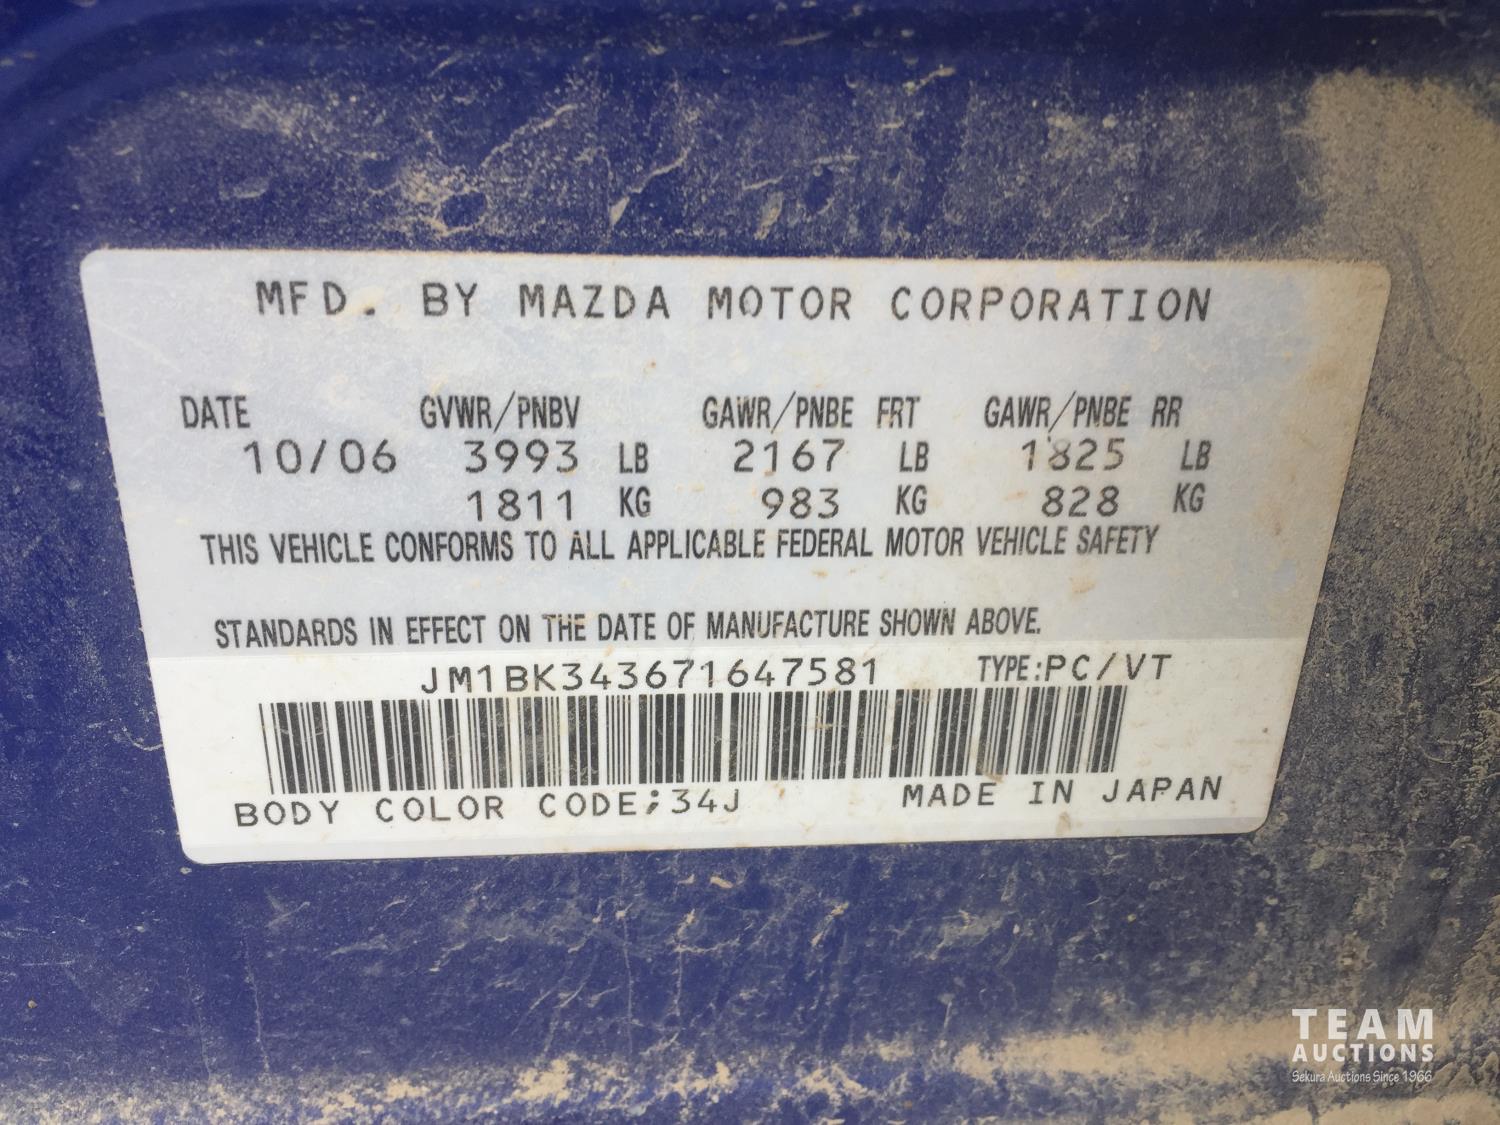 MFD. BY MAZDA MOTOR CORPORATION
DATE GVWR/PNBV GAWR/PNBE FRT GAWR/PNBE RR
10/06 3993 LB 2167 LB 1825 LB
1811 KG 983 KG 828 KG
THIS VEHICLE CONFORMS TO ALL APPLICABLE FEDERAL MOTOR VEHICLE SAFETY
STANDARDS IN EFFECT ON THE DATE OF MANUFACTURE SHOWN ABOVE.
JM1BK343671647581 TYPE:PC/VT
BODY COLOR CODE;34J MADE IN JAPAN
TEAM
AUCTIONS
Sekura Auctions Since 1966